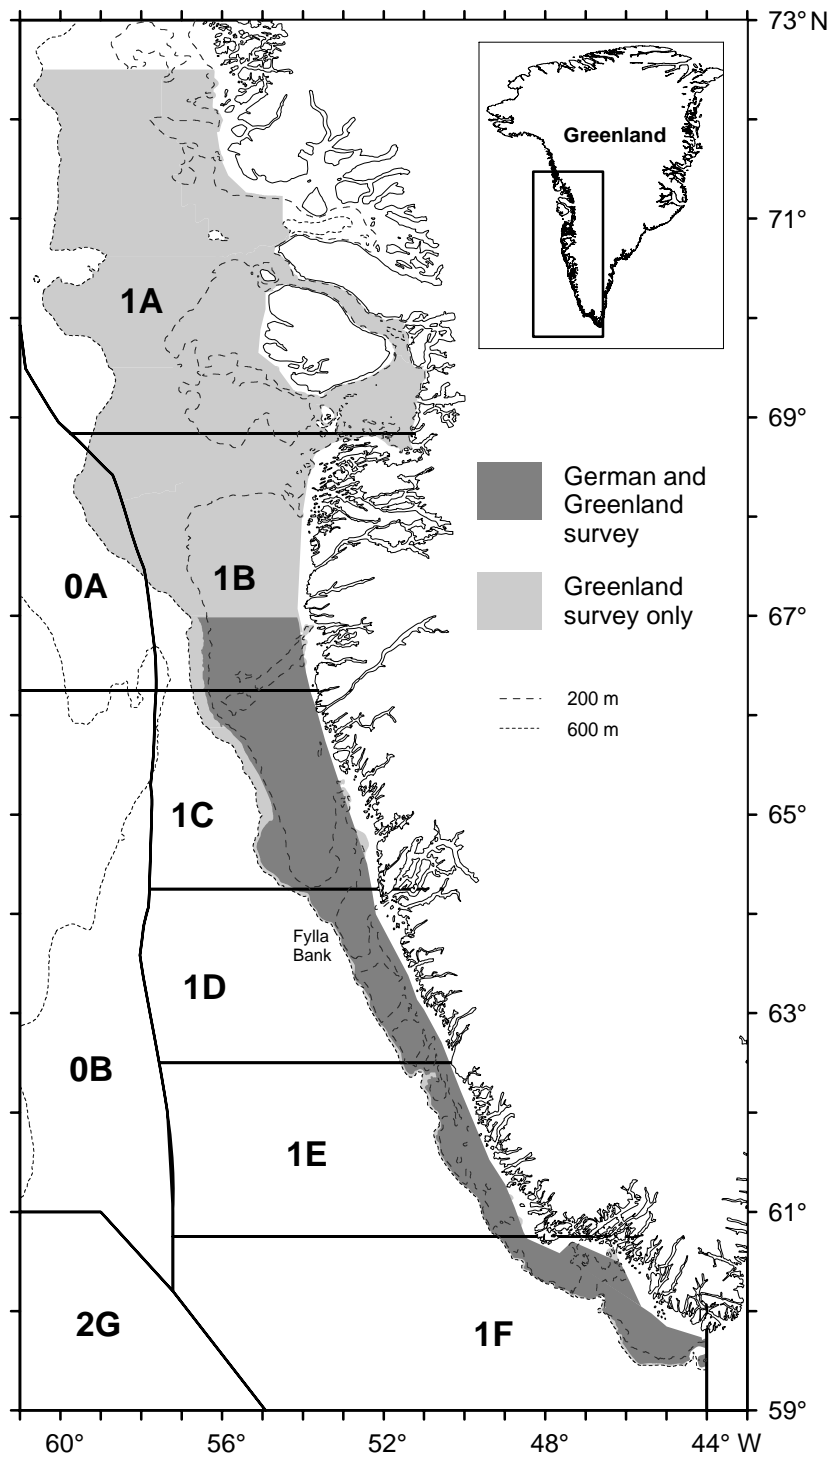 73° N
Greenland
71°
1A
69°
German and
Greenland
survey
0A
1B
Greenland
survey only
67°
200 m
600 m
1C
65°
Fylla
Bank
1D
63°
0B
1E
61°
2G
1F
59°
60°
56°
52°
48°
44° W